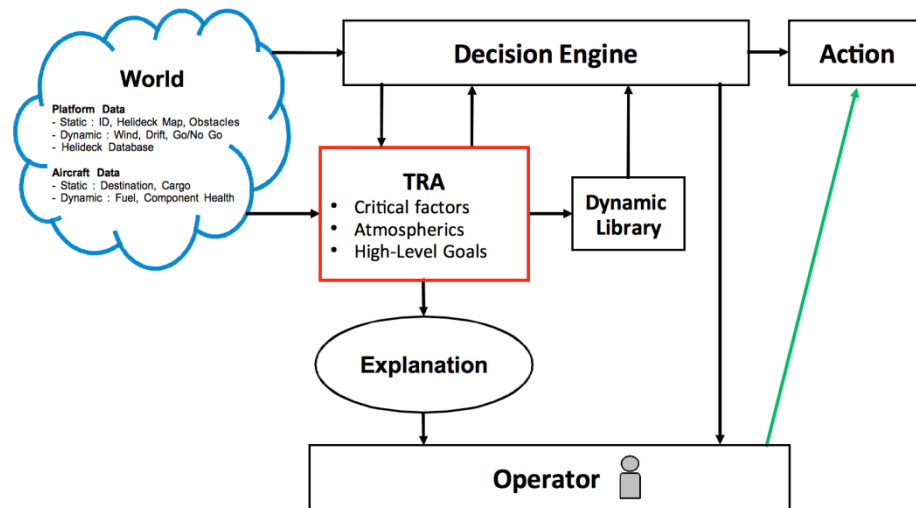 World
Platform Data
- Static : ID, Helideck Map, Obstacles
- Dynamic : Wind, Drift, Go/No Go
- Helideck Database
Aircraft Data
- Static : Destination, Cargo
- Dynamic : Fuel, Component Health
Decision Engine
Action
TRA
• Critical factors
• Atmospherics
• High-Level Goals
Dynamic
Library
Explanation
Operator